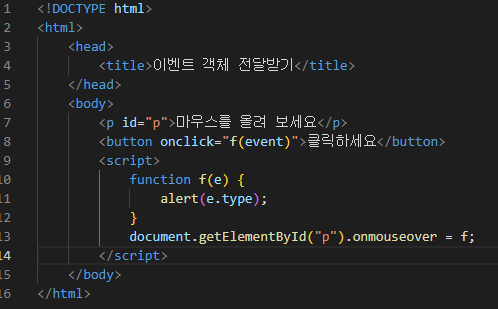 1 <!DOCTYPE html>
2 <html>
3 <head>
4 <title>이벤트 객체 전달받기</title>
5 </head>
6 <body>
7 <p id="p">마우스를 올려 보세요</p>
8 <button onclick="f(event)">클릭하세요</button>
9 <script>
10 function f(e) {
11 alert(e.type);
12 }
13 document.getElementById("p").onmouseover = f;
14 </script>
15 </body>
16 </html>